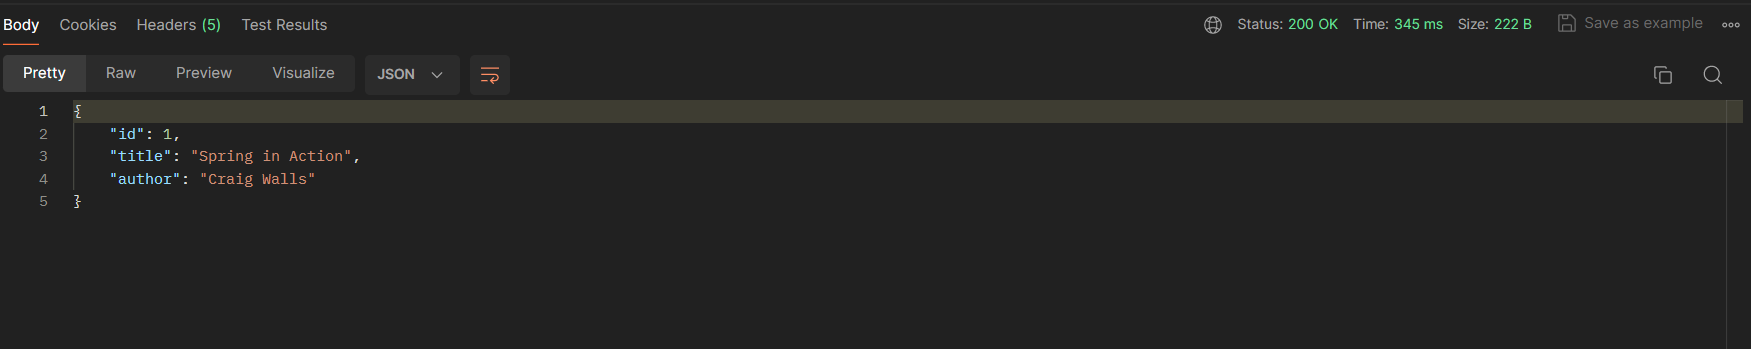 Body Cookies Headers (5) Test Results Status: 200 OK Time: 345 ms Size: 222 B Save as example
Pretty Raw Preview Visualize JSON
1 {
2 "id": 1,
3 "title": "Spring in Action",
4 "author": "Craig Walls"
5 }